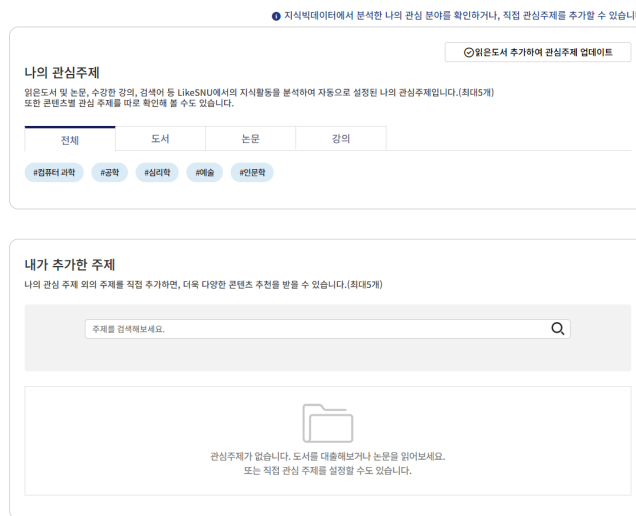 지식빅데이터에서 분석한 나의 관심 분야를 확인하거나, 직접 관심주제를 추가할 수 있습니
읽은도서 추가하여 관심주제 업데이트
나의 관심주제
읽은도서 및 논문, 수강한 강의, 검색어 등 LikeSNU에서의 지식활동을 분석하여 자동으로 설정된 나의 관심주제입니다.(최대5개)
또한 콘텐츠별 관심 주제를 따로 확인해 볼 수도 있습니다.
전체 도서 논문 강의
#컴퓨터 과학 #공학 #심리학 #예술 #인문학
내가 추가한 주제
나의 관심 주제 외의 주제를 직접 추가하면, 더욱 다양한 콘텐츠 추천을 받을 수 있습니다.(최대5개)
주제를 검색해보세요.
관심주제가 없습니다. 도서를 대출해보거나 논문을 읽어보세요.
또는 직접 관심 주제를 설정할 수도 있습니다.